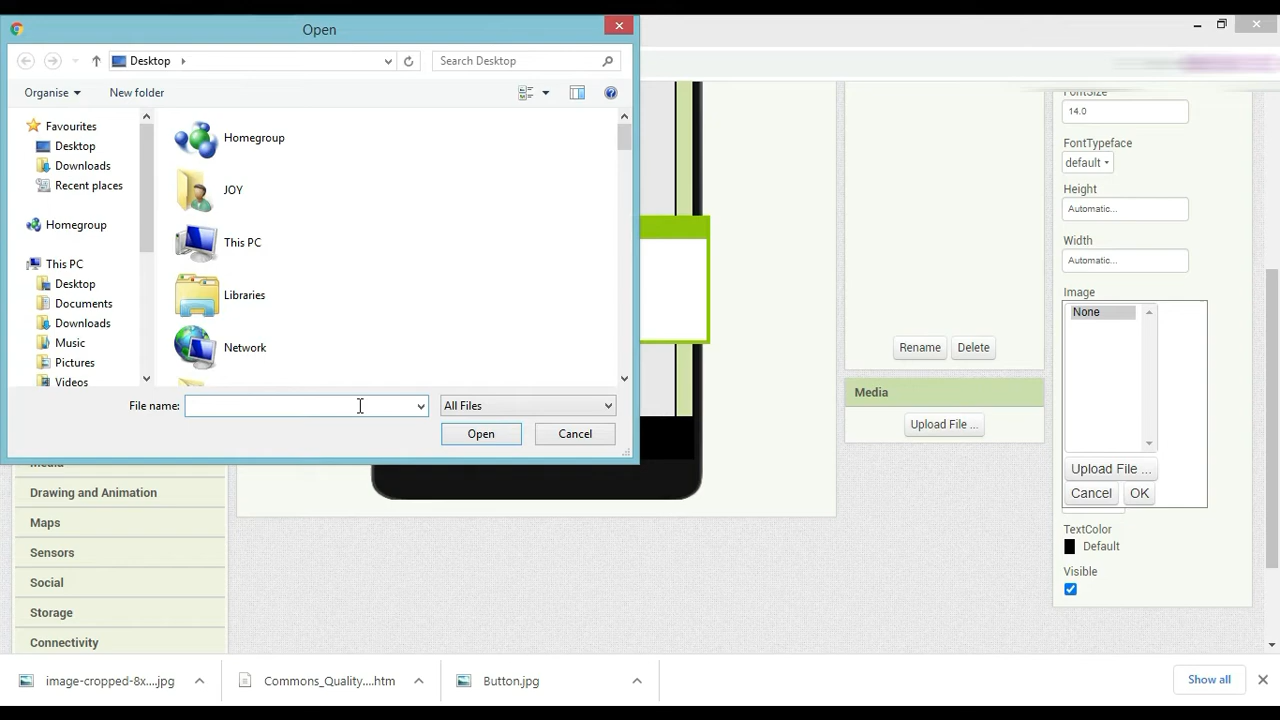 Open
Desktop
Search Desktop
Organise
New folder
Favourites
Desktop
Downloads
Recent places
Homegroup
This PC
Desktop
Documents
Downloads
Music
Pictures
Videos
Homegroup
JOY
This PC
Libraries
Network
File name:
All Files
Open
Cancel
Media
Drawing and Animation
Maps
Sensors
Social
Storage
Connectivity
Rename
Delete
Media
Upload File ...
FontSize
14.0
FontTypeface
default
Height
Automatic...
Width
Automatic...
Image
None
Upload File ...
Cancel
OK
TextColor
Default
Visible
image-cropped-8x....jpg
Commons_Quality....htm
Button.jpg
Show all